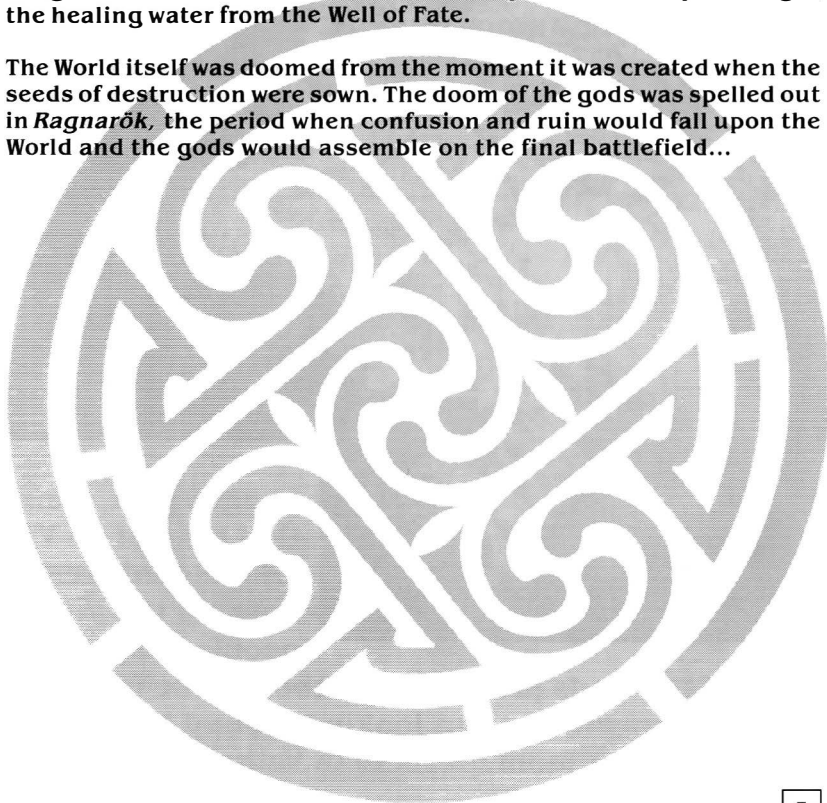 the healing water from the Well of Fate.
The World itself was doomed from the moment it was created when the
seeds of destruction were sown. The doom of the gods was spelled out
in Ragnarök, the period when confusion and ruin would fall upon the
World and the gods would assemble on the final battlefield...